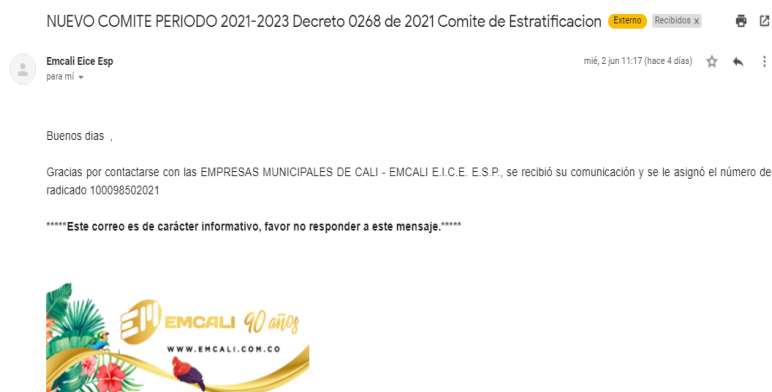 NUEVO COMITE PERIODO 2021-2023 Decreto 0268 de 2021 Comite de Estratificacion Externo Recibidos x
Emcali Eice Esp mié, 2 jun 11:17 (hace 4 días)
para mí
Buenos dias ,
Gracias por contactarse con las EMPRESAS MUNICIPALES DE CALI - EMCALI E.I.C.E. E.S.P., se recibió su comunicación y se le asignó el número de
radicado 100098502021
*****Este correo es de carácter informativo, favor no responder a este mensaje.*****
EMCALI 90 años
WWW.EMCALI.COM.CO